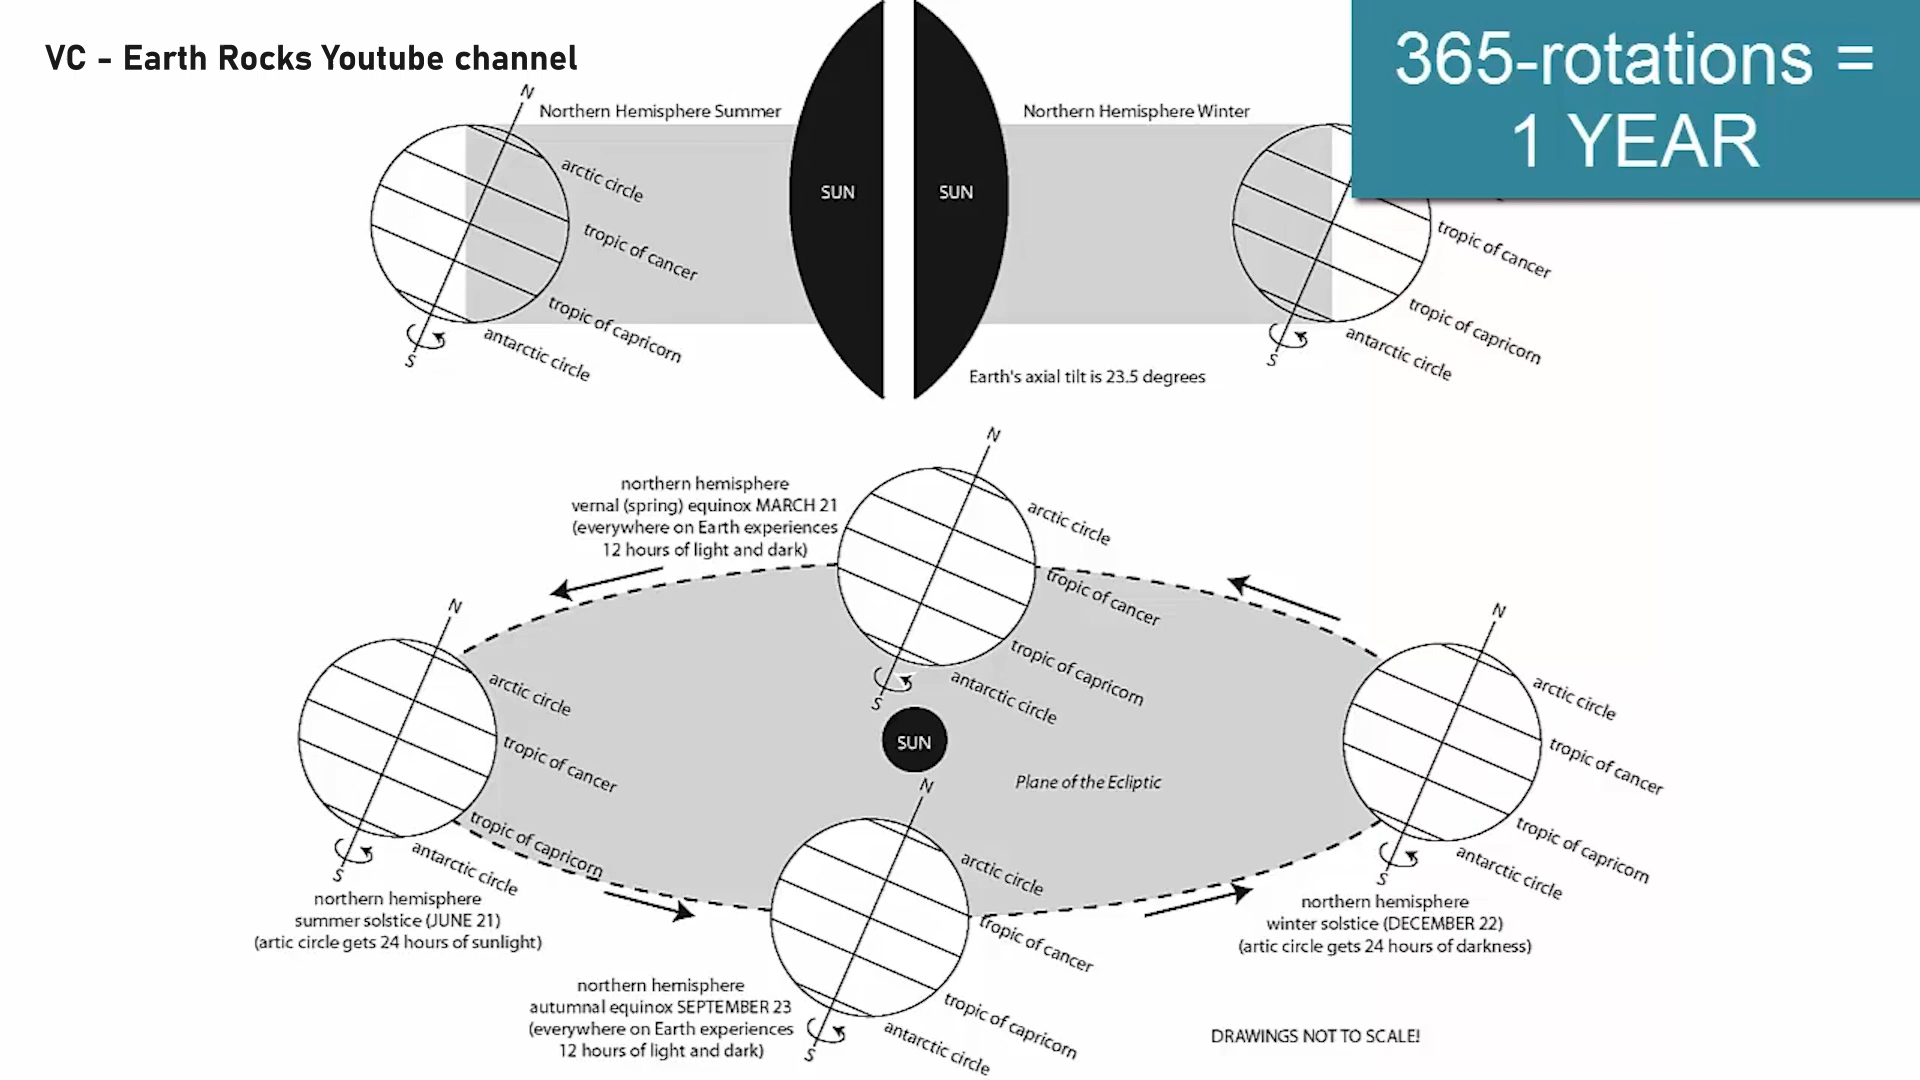 VC - Earth Rocks Youtube channel
365-rotations =
1 YEAR
N
Northern Hemisphere Summer
Northern Hemisphere Winter
arctic circle
tropic of cancer
tropic of capricorn
antarctic circle
S
SUN
SUN
tropic of cancer
tropic of capricorn
antarctic circle
S
Earth's axial tilt is 23.5 degrees
N
northern hemisphere
vernal (spring) equinox MARCH 21
(everywhere on Earth experiences
12 hours of light and dark)
arctic circle
tropic of cancer
tropic of capricorn
antarctic circle
S
N
arctic circle
tropic of cancer
tropic of capricorn
antarctic circle
S
northern hemisphere
summer solstice (JUNE 21)
(artic circle gets 24 hours of sunlight)
SUN
Plane of the Ecliptic
N
arctic circle
tropic of cancer
tropic of capricorn
antarctic circle
S
northern hemisphere
winter solstice (DECEMBER 22)
(artic circle gets 24 hours of darkness)
N
arctic circle
tropic of cancer
tropic of capricorn
antarctic circle
S
northern hemisphere
autumnal equinox SEPTEMBER 23
(everywhere on Earth experiences
12 hours of light and dark)
DRAWINGS NOT TO SCALE!